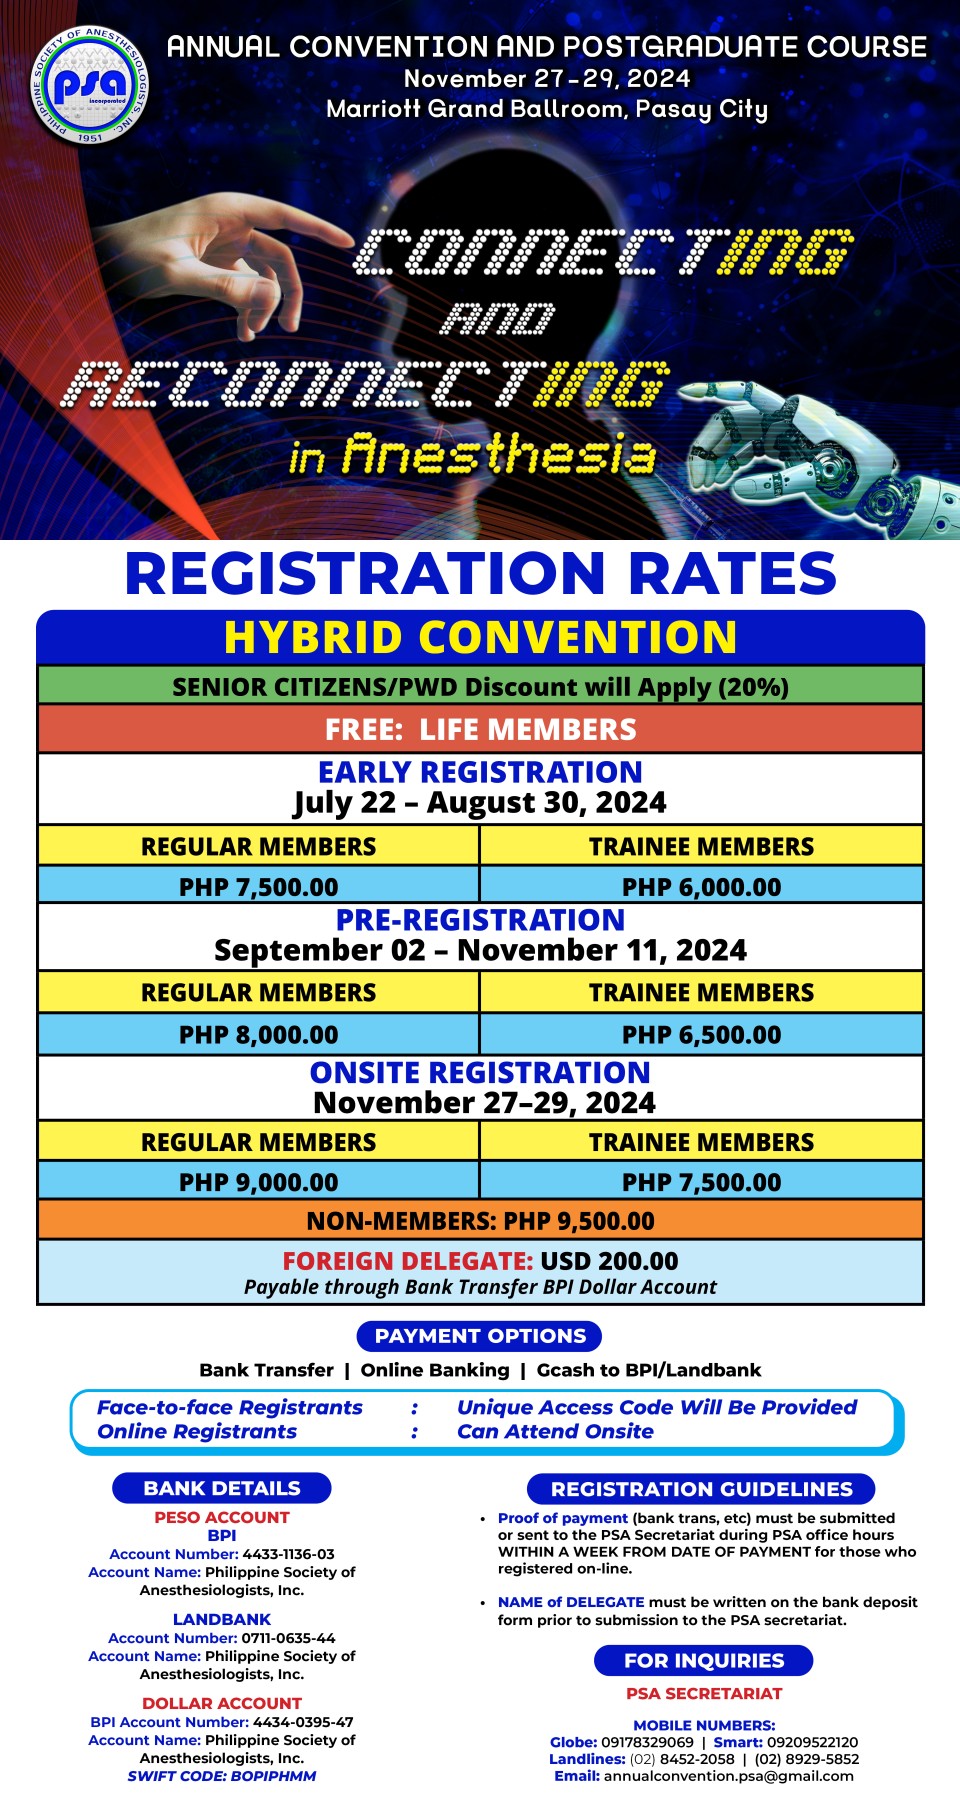 PHILIPPINE SOCIETY OF ANESTHESIOLOGISTS, INC.
psa
incorporated
1951
ANNUAL CONVENTION AND POSTGRADUATE COURSE
November 27-29, 2024
Marriott Grand Ballroom, Pasay City
CONNECTING
AND
RECONNECTING
in Anesthesia
REGISTRATION RATES
HYBRID CONVENTION
SENIOR CITIZENS/PWD Discount will Apply (20%)
FREE: LIFE MEMBERS
EARLY REGISTRATION
July 22 – August 30, 2024
REGULAR MEMBERS TRAINEE MEMBERS
PHP 7,500.00 PHP 6,000.00
PRE-REGISTRATION
September 02 – November 11, 2024
REGULAR MEMBERS TRAINEE MEMBERS
PHP 8,000.00 PHP 6,500.00
ONSITE REGISTRATION
November 27–29, 2024
REGULAR MEMBERS TRAINEE MEMBERS
PHP 9,000.00 PHP 7,500.00
NON-MEMBERS: PHP 9,500.00
FOREIGN DELEGATE: USD 200.00
Payable through Bank Transfer BPI Dollar Account
PAYMENT OPTIONS
Bank Transfer | Online Banking | Gcash to BPI/Landbank
Face-to-face Registrants : Unique Access Code Will Be Provided
Online Registrants : Can Attend Onsite
BANK DETAILS
PESO ACCOUNT
BPI
Account Number: 4433-1136-03
Account Name: Philippine Society of
Anesthesiologists, Inc.
LANDBANK
Account Number: 0711-0635-44
Account Name: Philippine Society of
Anesthesiologists, Inc.
DOLLAR ACCOUNT
BPI Account Number: 4434-0395-47
Account Name: Philippine Society of
Anesthesiologists, Inc.
SWIFT CODE: BOPIPHMM
REGISTRATION GUIDELINES
• Proof of payment (bank trans, etc) must be submitted
or sent to the PSA Secretariat during PSA office hours
WITHIN A WEEK FROM DATE OF PAYMENT for those who
registered on-line.
• NAME of DELEGATE must be written on the bank deposit
form prior to submission to the PSA secretariat.
FOR INQUIRIES
PSA SECRETARIAT
MOBILE NUMBERS:
Globe: 09178329069 | Smart: 09209522120
Landlines: (02) 8452-2058 | (02) 8929-5852
Email: annualconvention.psa@gmail.com